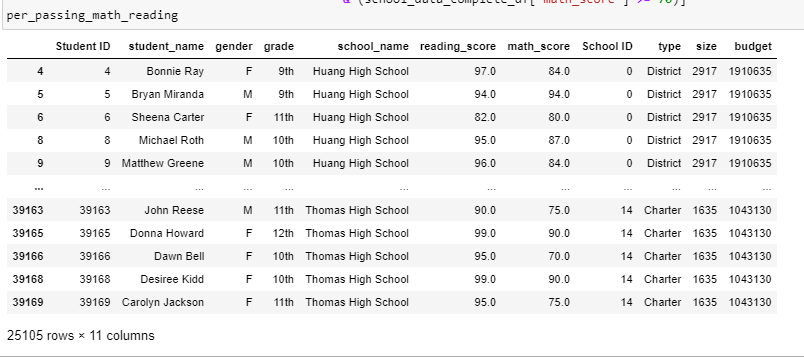 & (school_data_complete_df["math_score"] >= 70)]
per_passing_math_reading
Student ID student_name gender grade school_name reading_score math_score School ID type size budget
4 4 Bonnie Ray F 9th Huang High School 97.0 84.0 0 District 2917 1910635
5 5 Bryan Miranda M 9th Huang High School 94.0 94.0 0 District 2917 1910635
6 6 Sheena Carter F 11th Huang High School 82.0 80.0 0 District 2917 1910635
8 8 Michael Roth M 10th Huang High School 95.0 87.0 0 District 2917 1910635
9 9 Matthew Greene M 10th Huang High School 96.0 84.0 0 District 2917 1910635
... ... ... ... ... ... ... ... ... ... ... ...
39163 39163 John Reese M 11th Thomas High School 90.0 75.0 14 Charter 1635 1043130
39165 39165 Donna Howard F 12th Thomas High School 99.0 90.0 14 Charter 1635 1043130
39166 39166 Dawn Bell F 10th Thomas High School 95.0 70.0 14 Charter 1635 1043130
39168 39168 Desiree Kidd F 10th Thomas High School 99.0 90.0 14 Charter 1635 1043130
39169 39169 Carolyn Jackson F 11th Thomas High School 95.0 75.0 14 Charter 1635 1043130
25105 rows × 11 columns